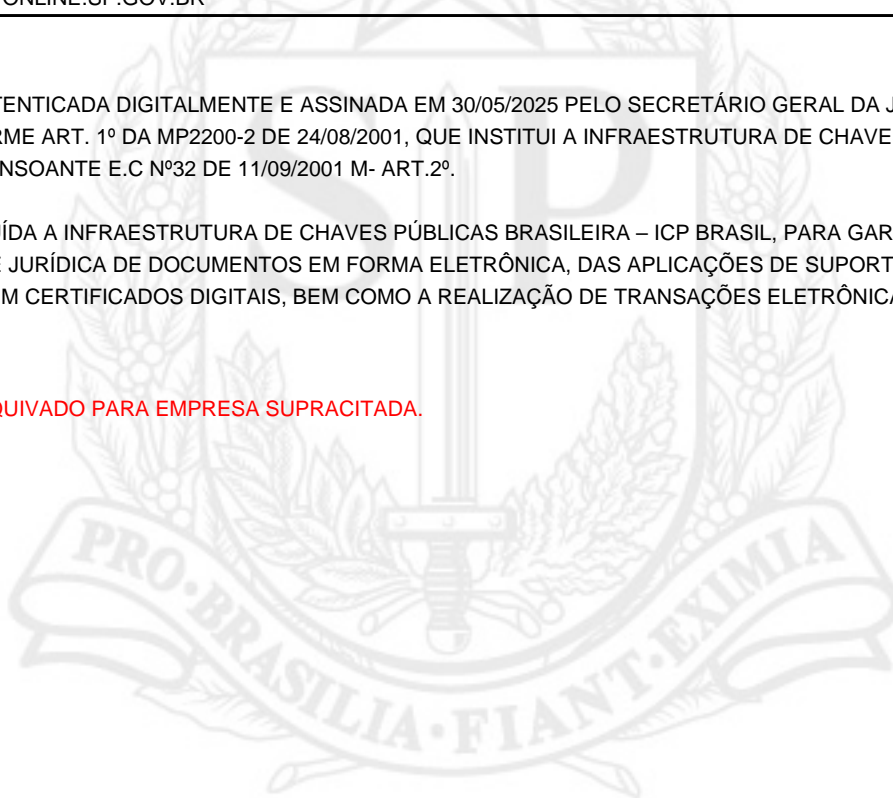 ONLINE.SP.GOV.BR
TENTICADA DIGITALMENTE E ASSINADA EM 30/05/2025 PELO SECRETÁRIO GERAL DA J
RME ART. 1º DA MP2200-2 DE 24/08/2001, QUE INSTITUI A INFRAESTRUTURA DE CHAVE
NSOANTE E.C Nº32 DE 11/09/2001 M- ART.2º.
UÍDA A INFRAESTRUTURA DE CHAVES PÚBLICAS BRASILEIRA – ICP BRASIL, PARA GAR
E JURÍDICA DE DOCUMENTOS EM FORMA ELETRÔNICA, DAS APLICAÇÕES DE SUPORT
M CERTIFICADOS DIGITAIS, BEM COMO A REALIZAÇÃO DE TRANSAÇÕES ELETRÔNICA
QUIVADO PARA EMPRESA SUPRACITADA.
SP
PRO·BRASILIA·FIANT·EXIMIA